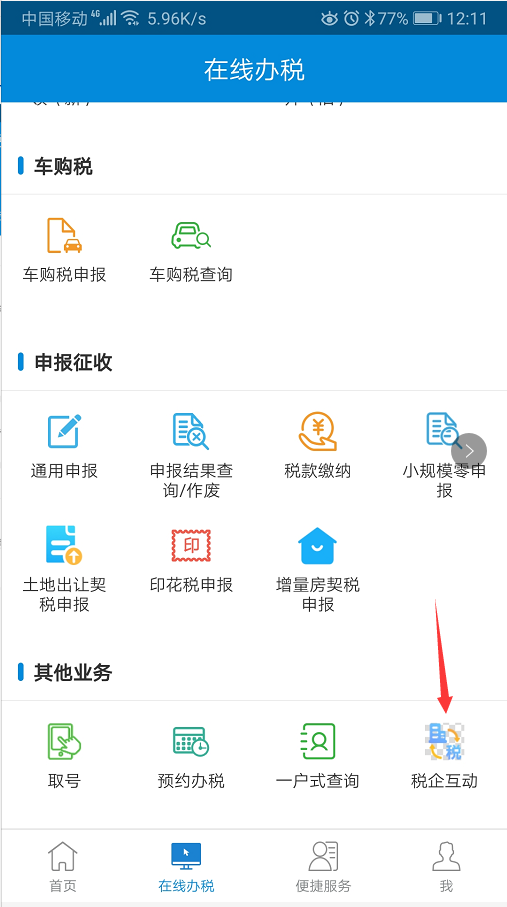 中国移动 4G 5.96K/s 77% 12:11
在线办税
车购税
车购税申报 车购税查询
申报征收
通用申报 申报结果查 税款缴纳 小规模零申
询/作废 报
土地出让契 印花税申报 增量房契税
税申报 申报
印
其他业务
税
取号 预约办税 一户式查询 税企互动
首页 在线办税 便捷服务 我